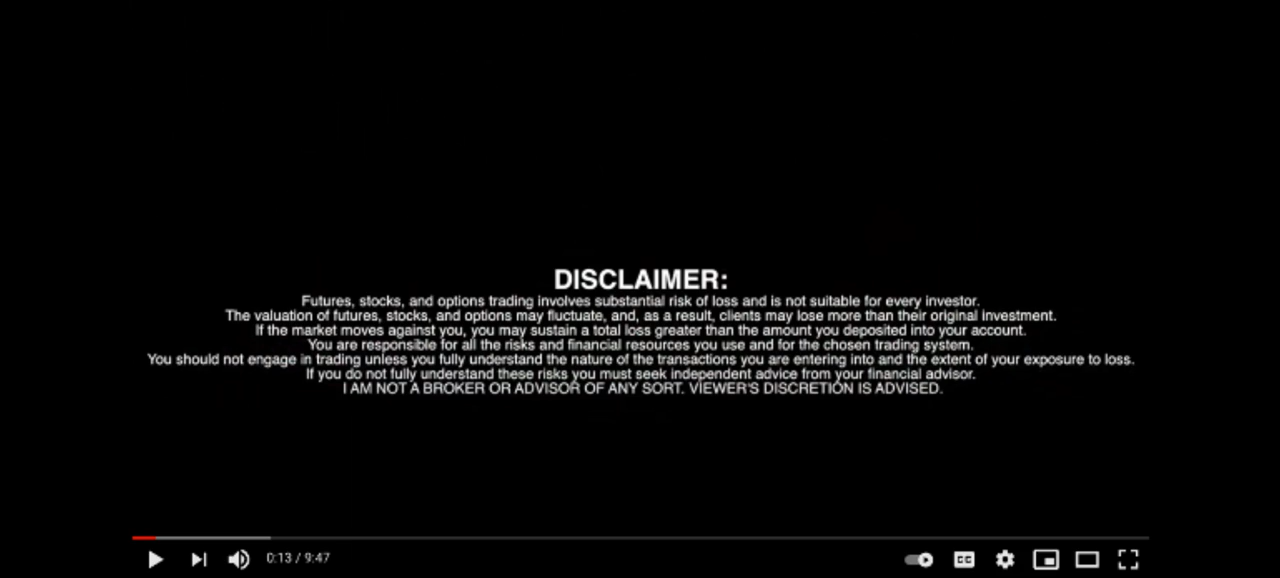 DISCLAIMER:
Futures, stocks, and options trading involves substantial risk of loss and is not suitable for every investor.
The valuation of futures, stocks, and options may fluctuate, and, as a result, clients may lose more than their original investment.
If the market moves against you, you may sustain a total loss greater than the amount you deposited into your account.
You are responsible for all the risks and financial resources you use and for the chosen trading system.
You should not engage in trading unless you fully understand the nature of the transactions you are entering into and the extent of your exposure to loss.
If you do not fully understand these risks you must seek independent advice from your financial advisor.
I AM NOT A BROKER OR ADVISOR OF ANY SORT. VIEWER'S DISCRETION IS ADVISED.
0:13 / 9:47
CC